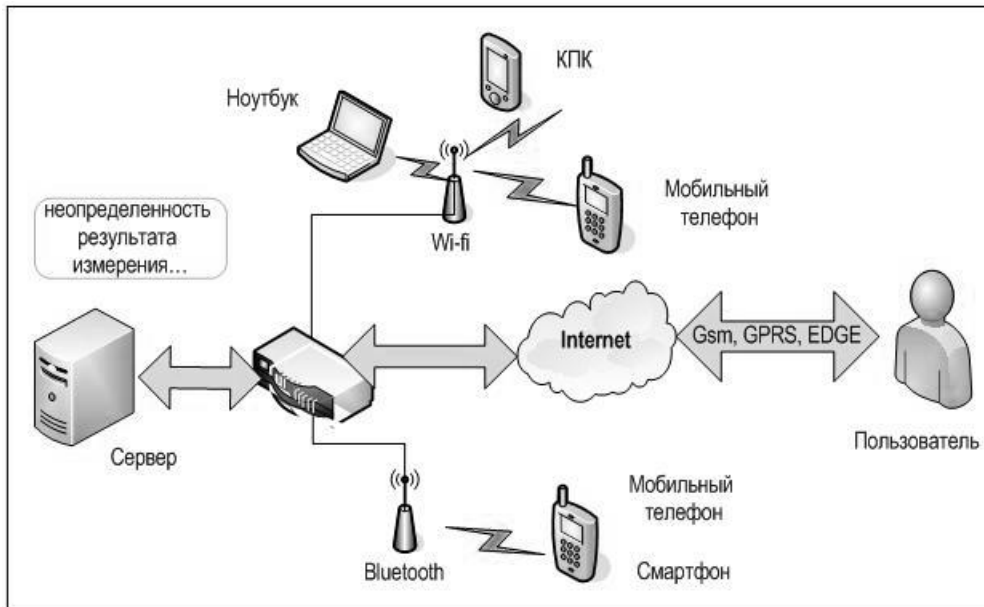 КПК
Ноутбук
Мобильный
телефон
Wi-fi
неопределенность
результата
измерения…
Internet
Gsm, GPRS, EDGE
Сервер
Пользователь
Мобильный
телефон
Bluetooth
Смартфон